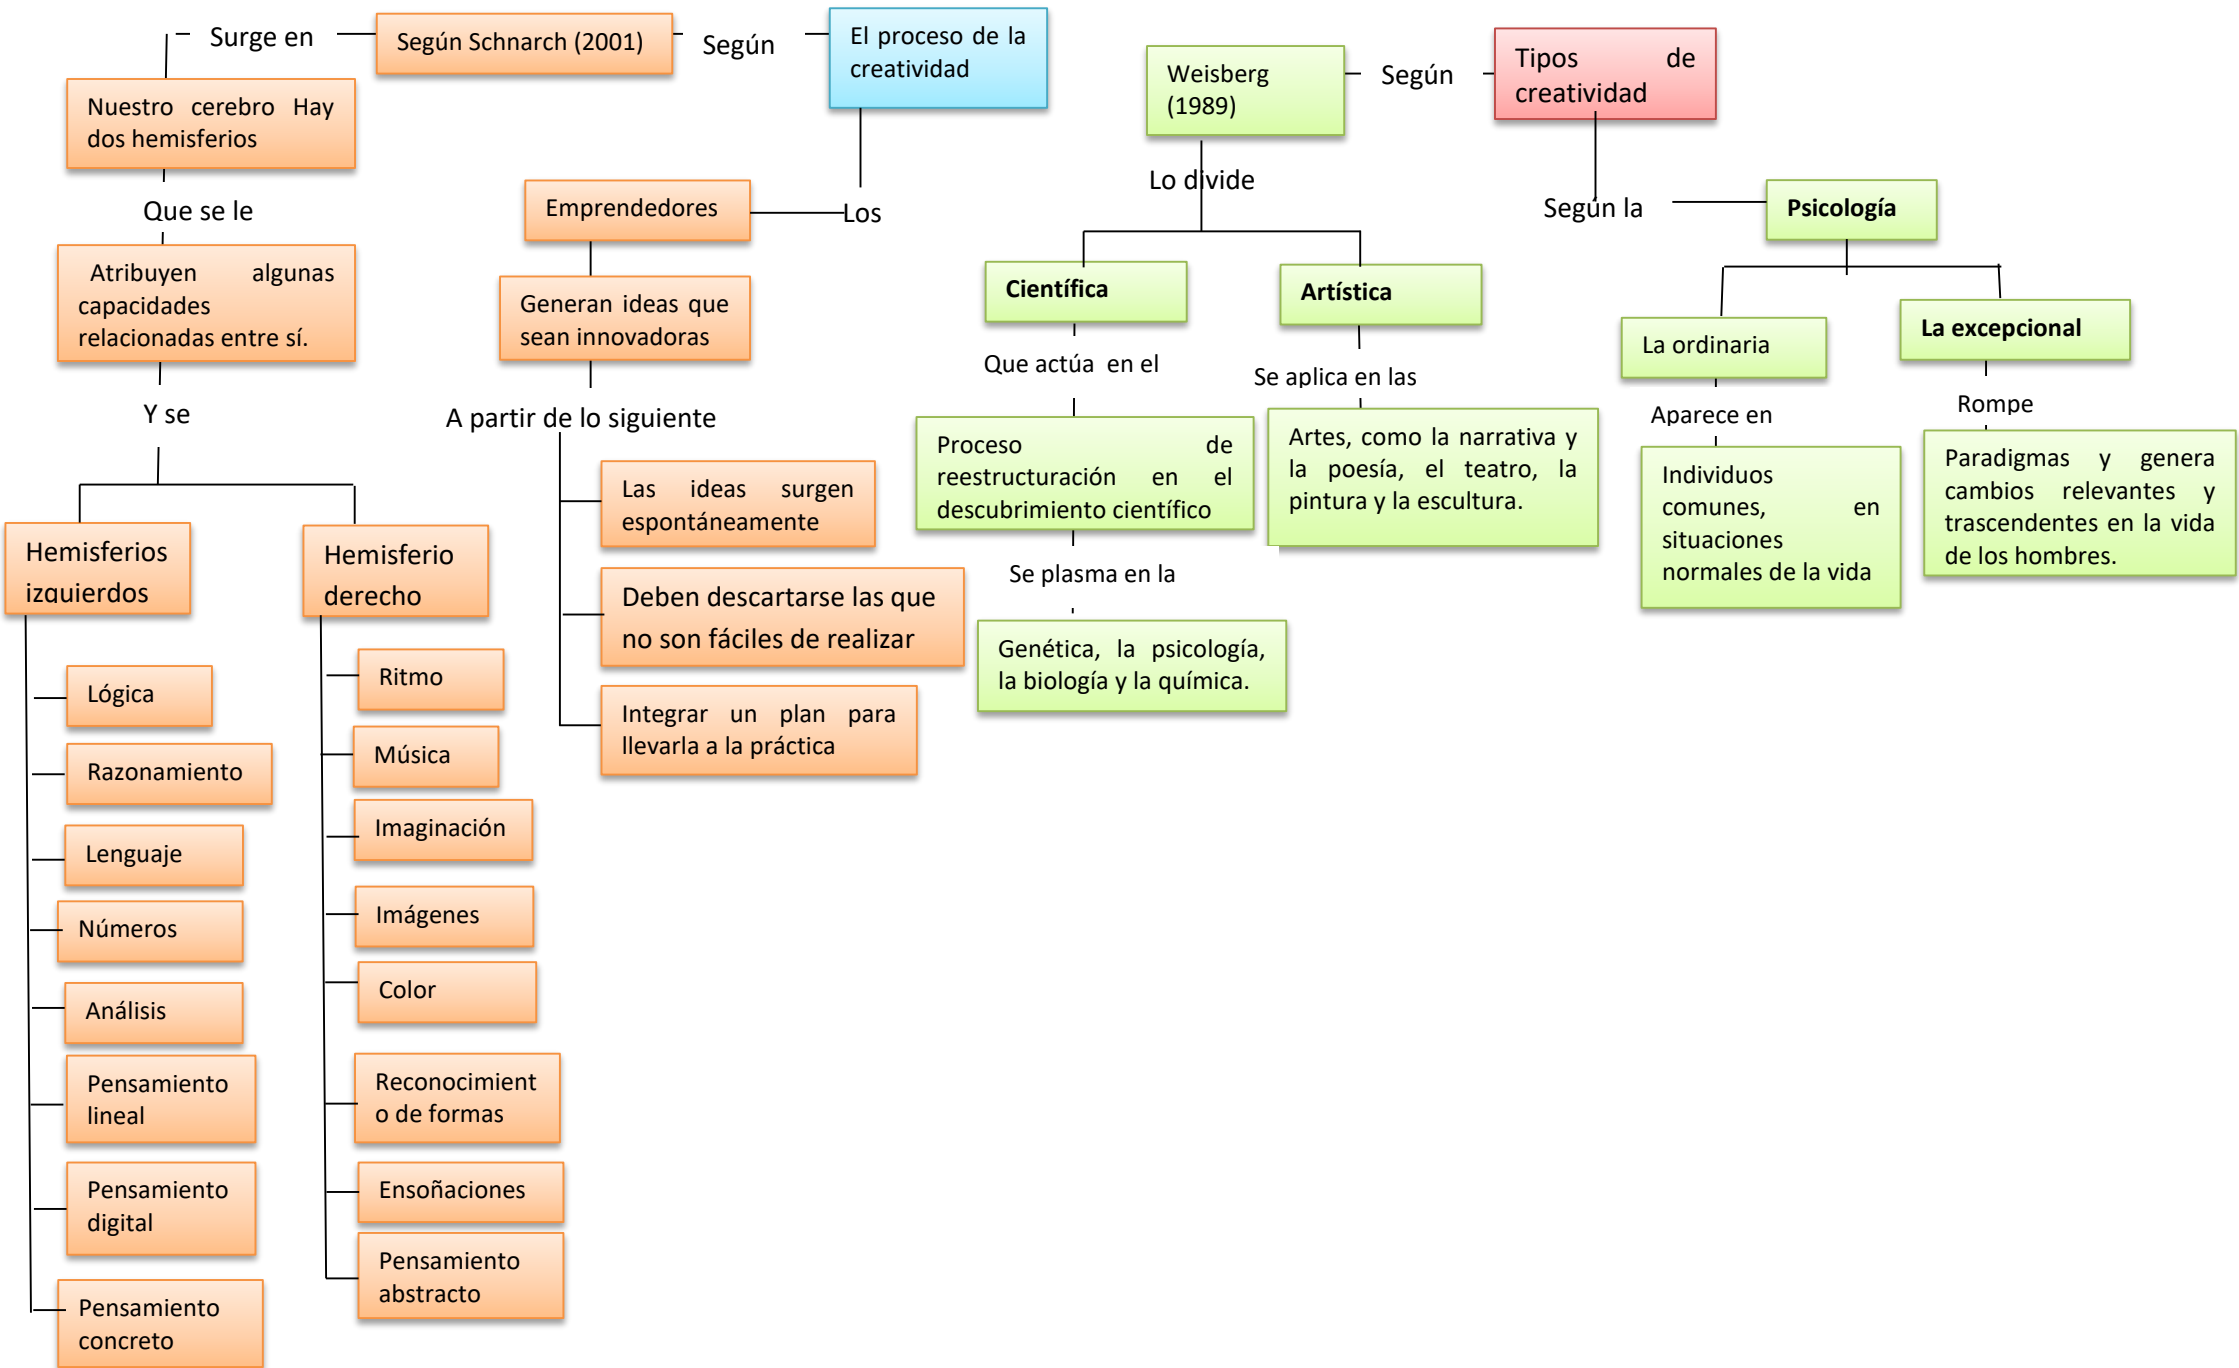 Surge en
Según Schnarch (2001)
Según
El proceso de la
creatividad
Nuestro cerebro Hay
dos hemisferios
Que se le
Atribuyen algunas
capacidades
relacionadas entre sí.
Y se
Hemisferios
izquierdos
Lógica
Razonamiento
Lenguaje
Números
Análisis
Pensamiento
lineal
Pensamiento
digital
Pensamiento
concreto
Hemisferio
derecho
Ritmo
Música
Imaginación
Imágenes
Color
Reconocimient
o de formas
Ensoñaciones
Pensamiento
abstracto
Los
Emprendedores
Generan ideas que
sean innovadoras
A partir de lo siguiente
Las ideas surgen
espontáneamente
Deben descartarse las que
no son fáciles de realizar
Integrar un plan para
llevarla a la práctica
Tipos de
creatividad
Según
Weisberg
(1989)
Lo divide
Científica
Que actúa en el
Proceso de
reestructuración en el
descubrimiento científico
Se plasma en la
Genética, la psicología,
la biología y la química.
Artística
Se aplica en las
Artes, como la narrativa y
la poesía, el teatro, la
pintura y la escultura.
Según la
Psicología
La ordinaria
Aparece en
Individuos
comunes, en
situaciones
normales de la vida
La excepcional
Rompe
Paradigmas y genera
cambios relevantes y
trascendentes en la vida
de los hombres.